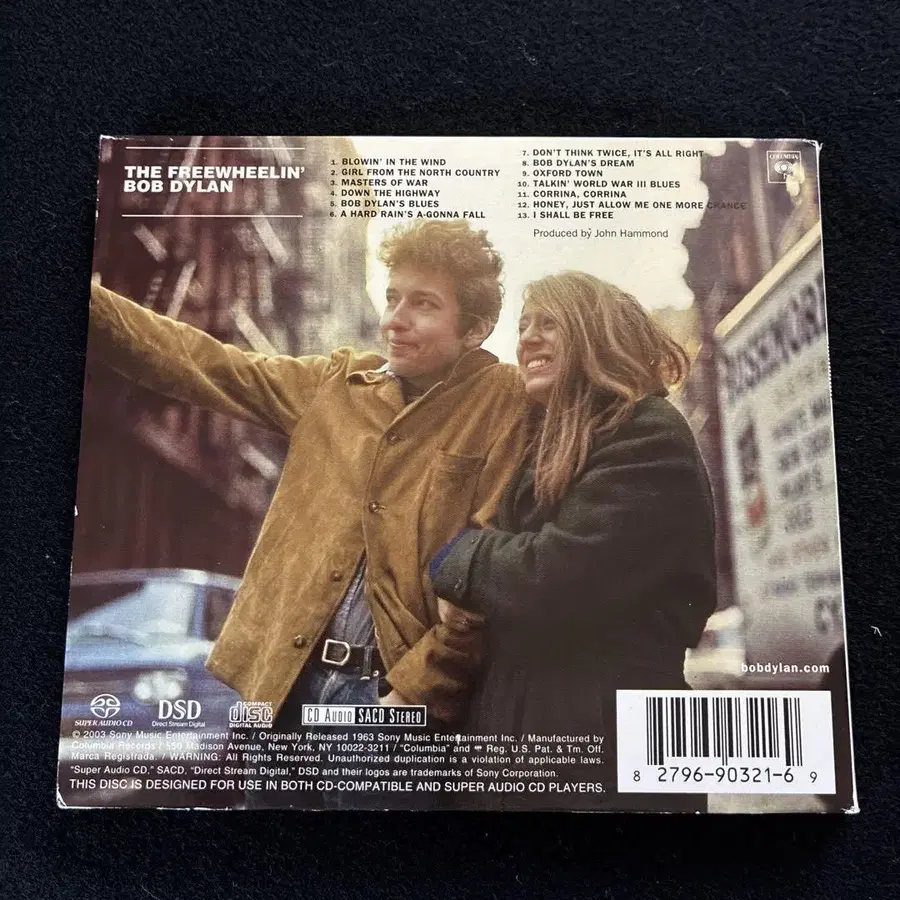 THE FREEWHEELIN'
BOB DYLAN
1. BLOWIN' IN THE WIND
2. GIRL FROM THE NORTH COUNTRY
3. MASTERS OF WAR
4. DOWN THE HIGHWAY
5. BOB DYLAN'S BLUES
6. A HARD RAIN'S A-GONNA FALL
7. DON'T THINK TWICE, IT'S ALL RIGHT
8. BOB DYLAN'S DREAM
9. OXFORD TOWN
10. TALKIN' WORLD WAR III BLUES
11. CORRINA, CORRINA
12. HONEY, JUST ALLOW ME ONE MORE CHANCE
13. I SHALL BE FREE
Produced by John Hammond
COLUMBIA
bobdylan.com
SUPER AUDIO CD
DSD
Direct Stream Digital
COMPACT
disc
DIGITAL AUDIO
CD AUDIO SACD STEREO
© 2003 Sony Music Entertainment Inc. / Originally Released 1963 Sony Music Entertainment Inc. / Manufactured by
Columbia Records / 550 Madison Avenue, New York, NY 10022-3211 / "Columbia" and Reg. U.S. Pat. & Tm. Off.
Marca Registrada. / WARNING: All Rights Reserved. Unauthorized duplication is a violation of applicable laws.
"Super Audio CD," SACD, "Direct Stream Digital," DSD and their logos are trademarks of Sony Corporation.
THIS DISC IS DESIGNED FOR USE IN BOTH CD-COMPATIBLE AND SUPER AUDIO CD PLAYERS.
8 2796-90321-6 9